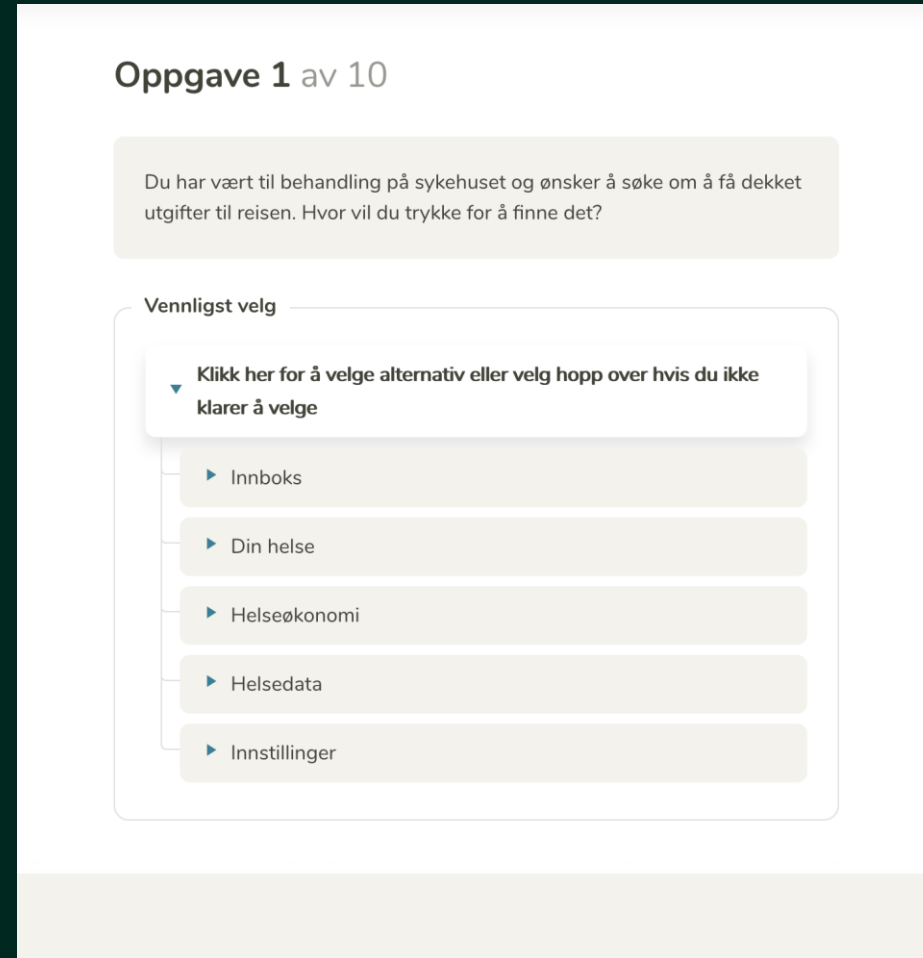 Oppgave 1 av 10
Du har vært til behandling på sykehuset og ønsker å søke om å få dekket
utgifter til reisen. Hvor vil du trykke for å finne det?
Vennligst velg
Klikk her for å velge alternativ eller velg hopp over hvis du ikke
klarer å velge
Innboks
Din helse
Helseøkonomi
Helsedata
Innstillinger